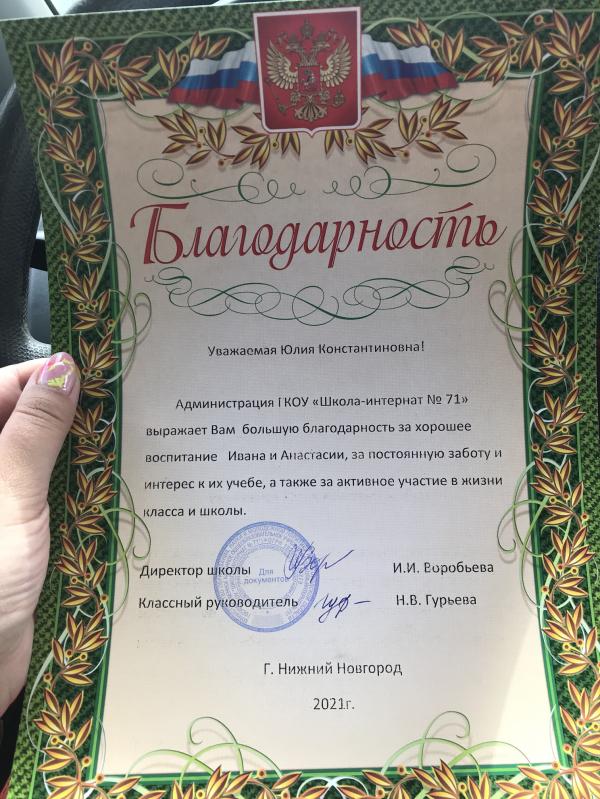 Благодарность
Уважаемая Юлия Константиновна!
Администрация ГКОУ «Школа-интернат № 71»
выражает Вам большую благодарность за хорошее
воспитание Ивана и Анастасии, за постоянную заботу и
интерес к их учебе, а также за активное участие в жизни
класса и школы.
Директор школы И.И. Воробьева
Для
документов
Классный руководитель Н.В. Гурьева
Г. Нижний Новгород
2021г.